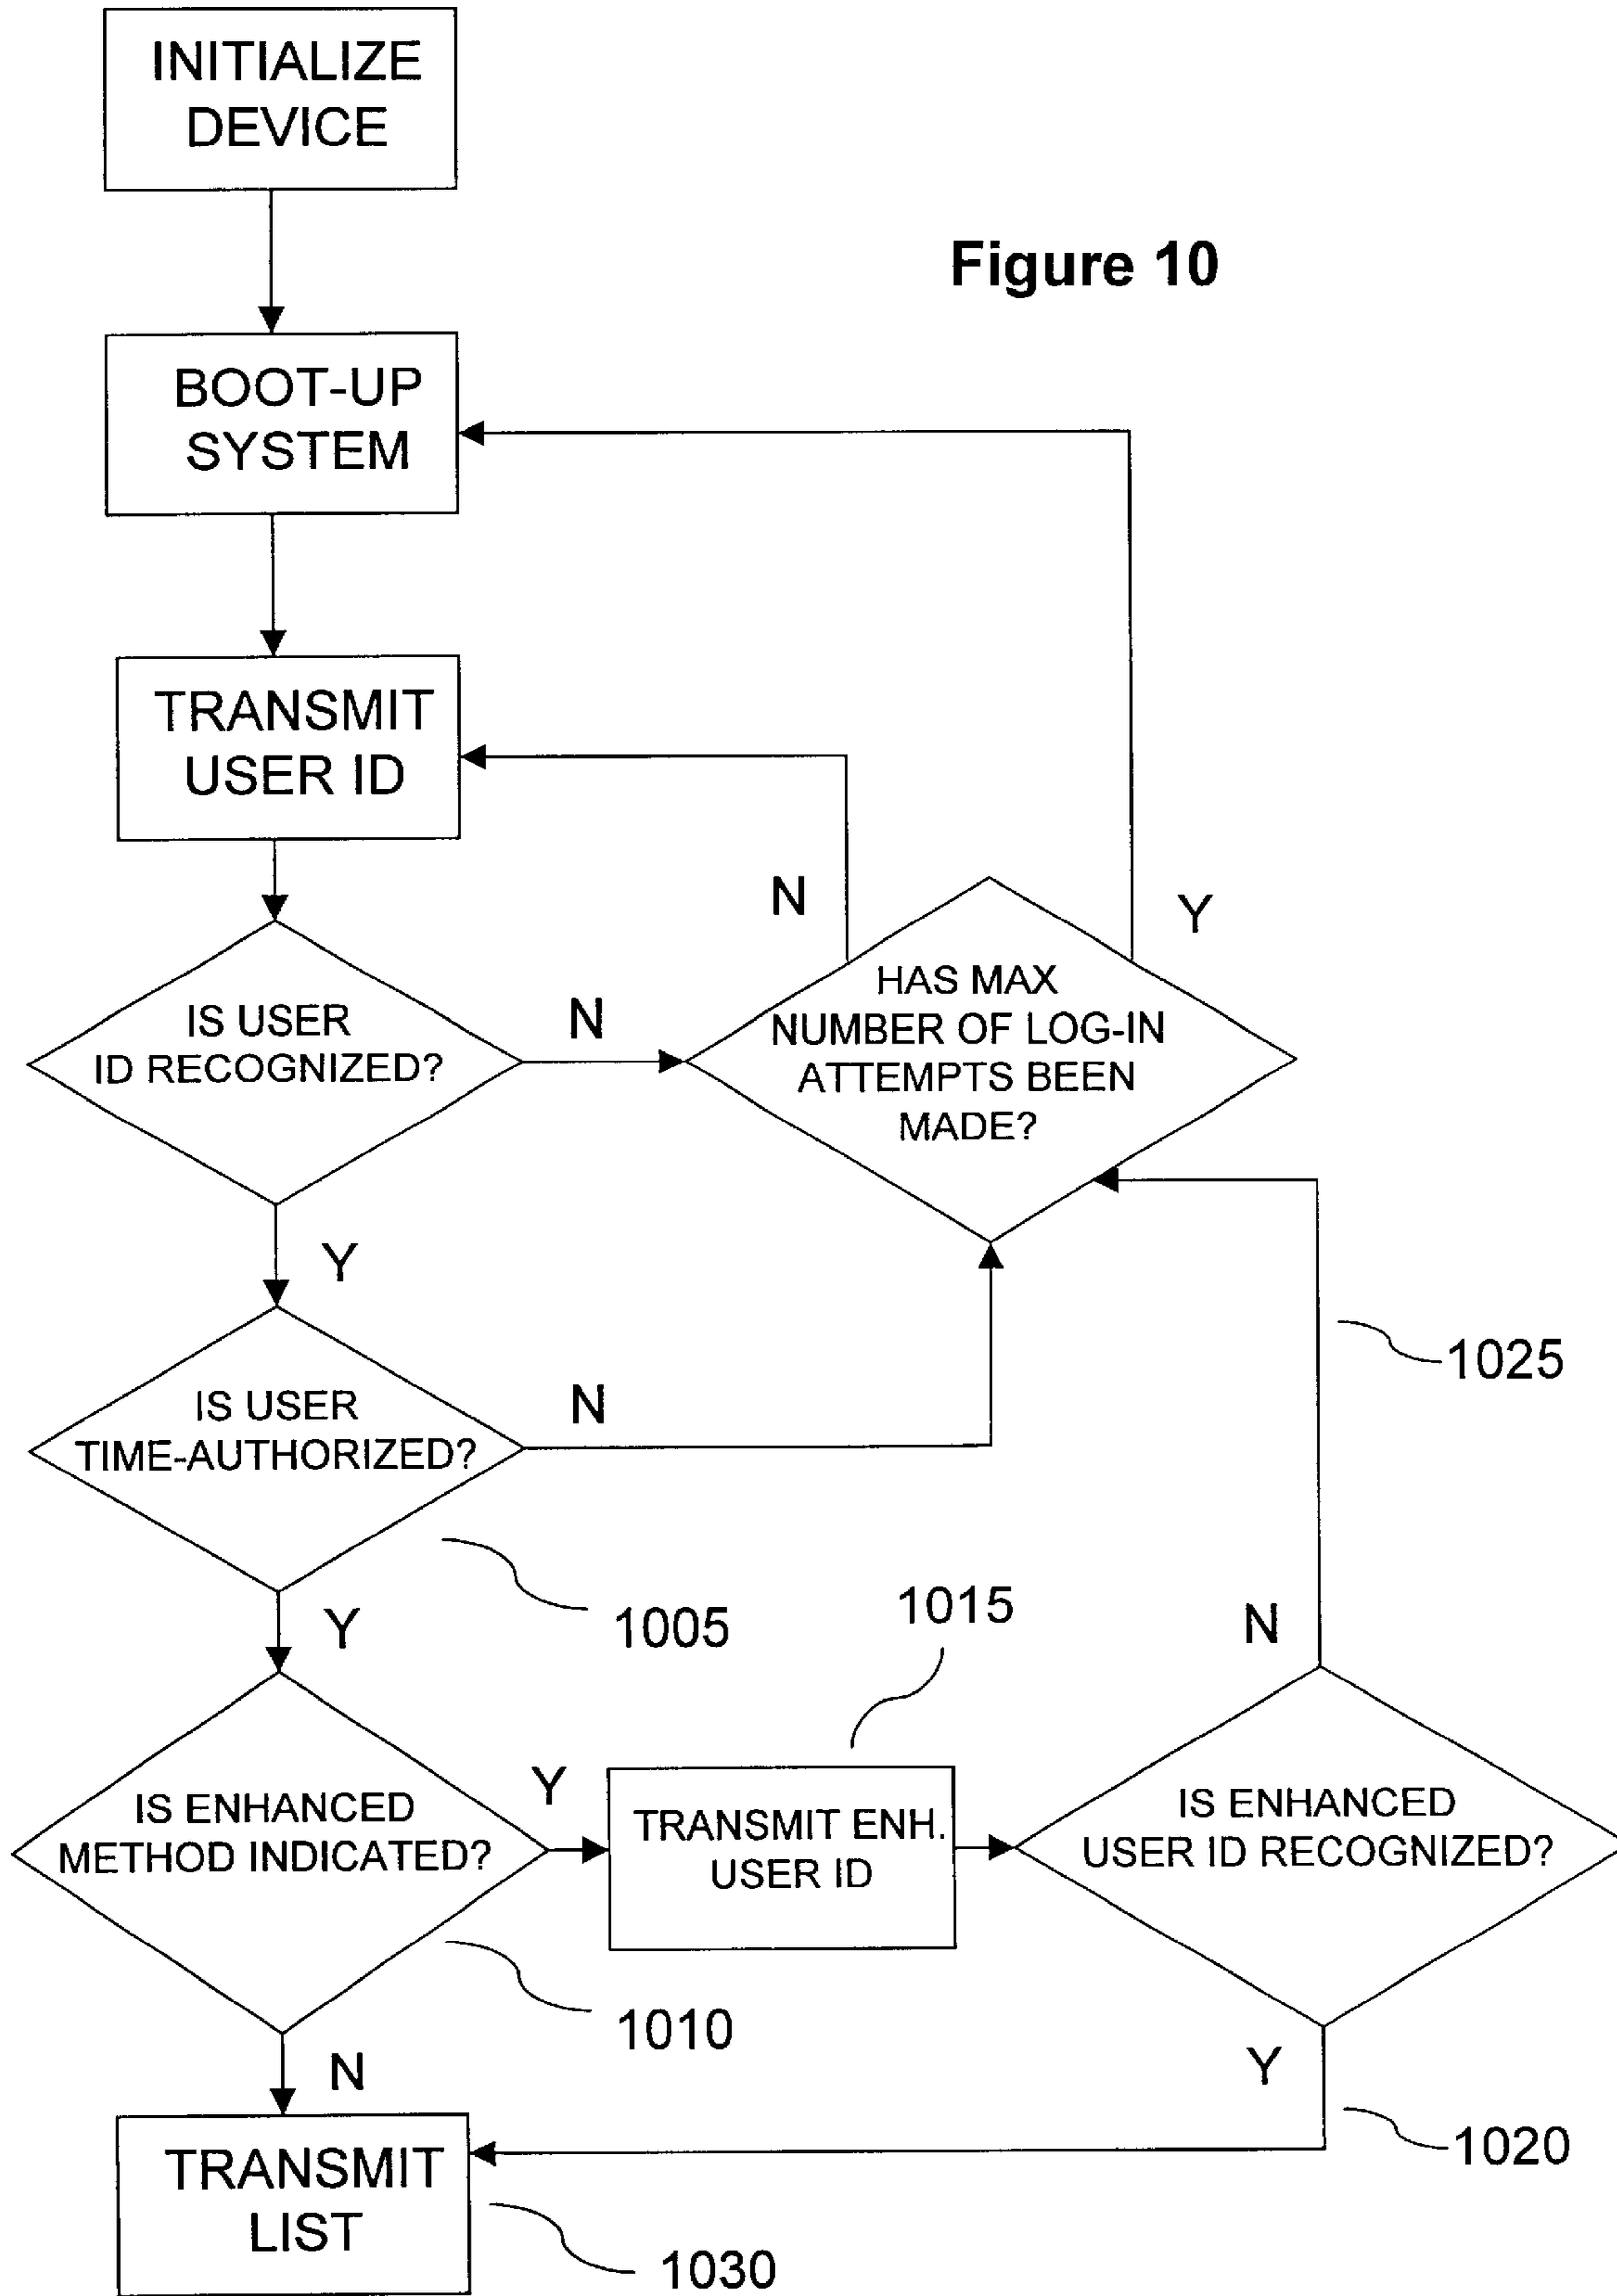 INITIALIZE
DEVICE
Figure 10
BOOT-UP
SYSTEM
TRANSMIT
USER ID
N
Y
IS USER
ID RECOGNIZED?
N
HAS MAX
NUMBER OF LOG-IN
ATTEMPTS BEEN
MADE?
Y
IS USER
TIME-AUTHORIZED?
N
1025
1005
Y
1015
N
IS ENHANCED
METHOD INDICATED?
Y
TRANSMIT ENH.
USER ID
IS ENHANCED
USER ID RECOGNIZED?
1010
N
Y
1020
TRANSMIT
LIST
1030